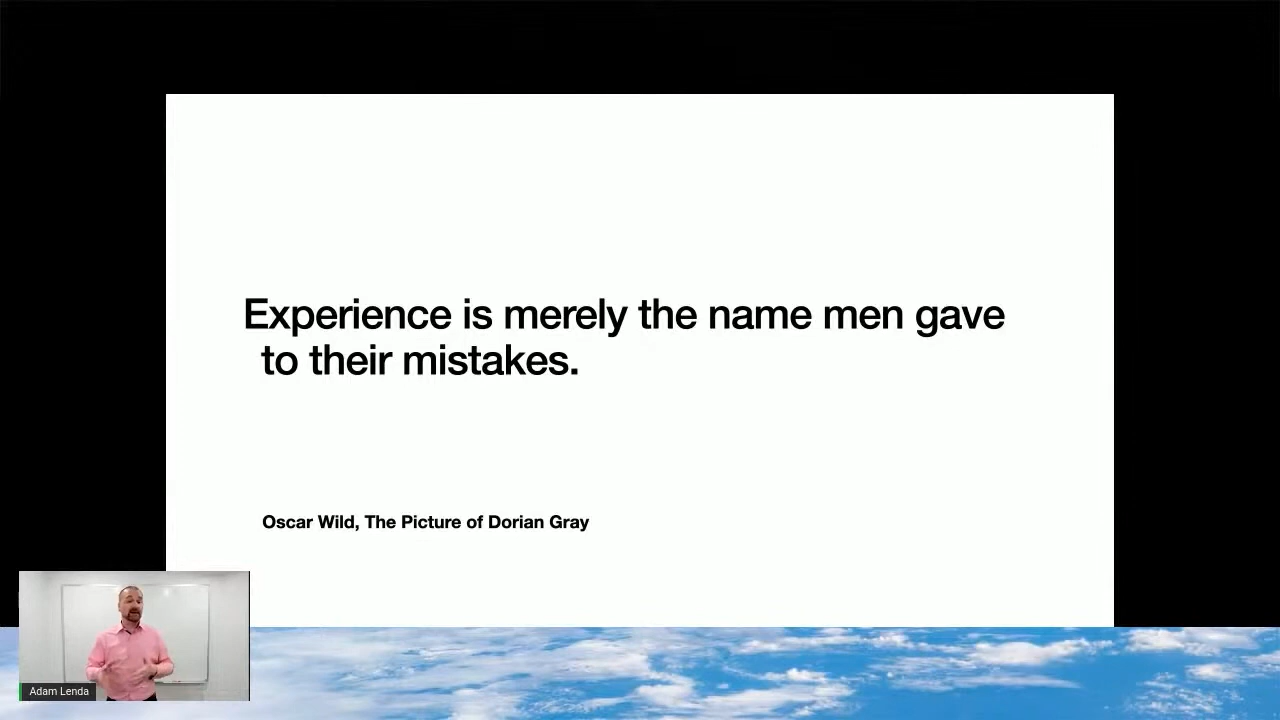 Experience is merely the name men gave
to their mistakes.
Oscar Wild, The Picture of Dorian Gray
Adam Lenda